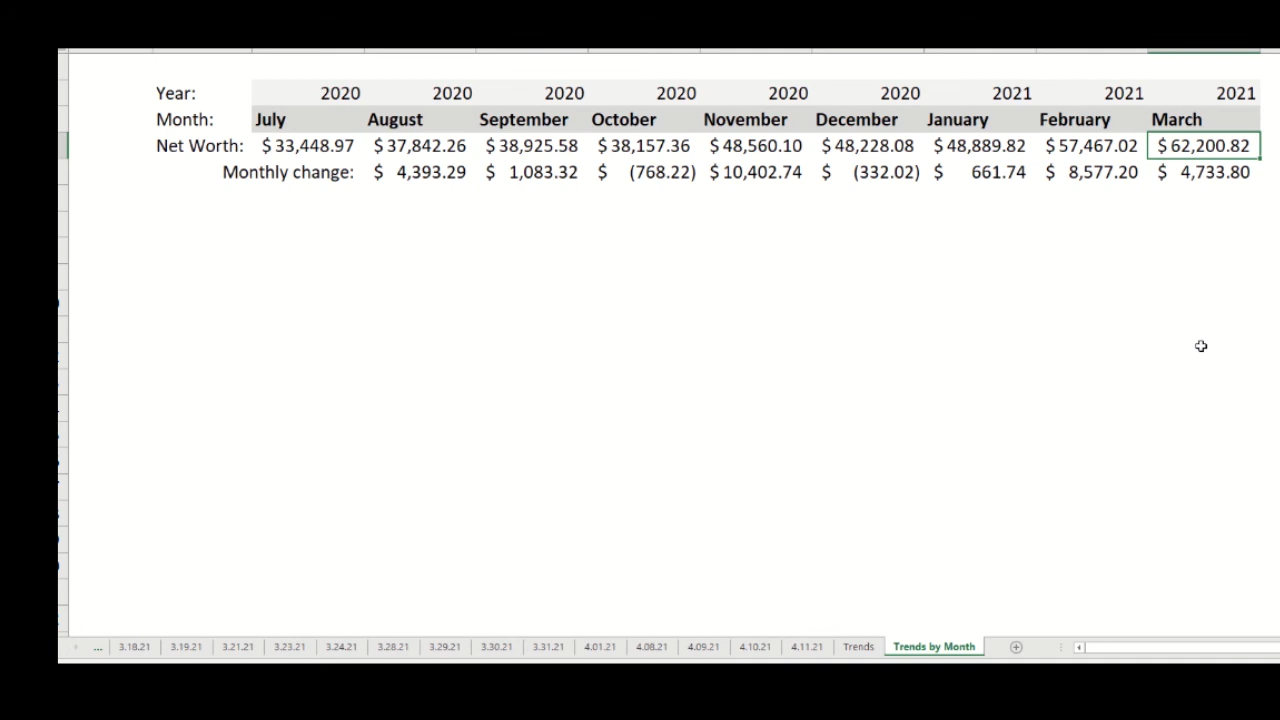 Year: 2020 2020 2020 2020 2020 2020 2021 2021 2021
Month: July August September October November December January February March
Net Worth: $ 33,448.97 $ 37,842.26 $ 38,925.58 $ 38,157.36 $ 48,560.10 $ 48,228.08 $ 48,889.82 $ 57,467.02 $ 62,200.82
Monthly change: $ 4,393.29 $ 1,083.32 $ (768.22) $ 10,402.74 $ (332.02) $ 661.74 $ 8,577.20 $ 4,733.80
... 3.18.21 3.19.21 3.21.21 3.23.21 3.24.21 3.28.21 3.29.21 3.30.21 3.31.21 4.01.21 4.08.21 4.09.21 4.10.21 4.11.21 Trends Trends by Month